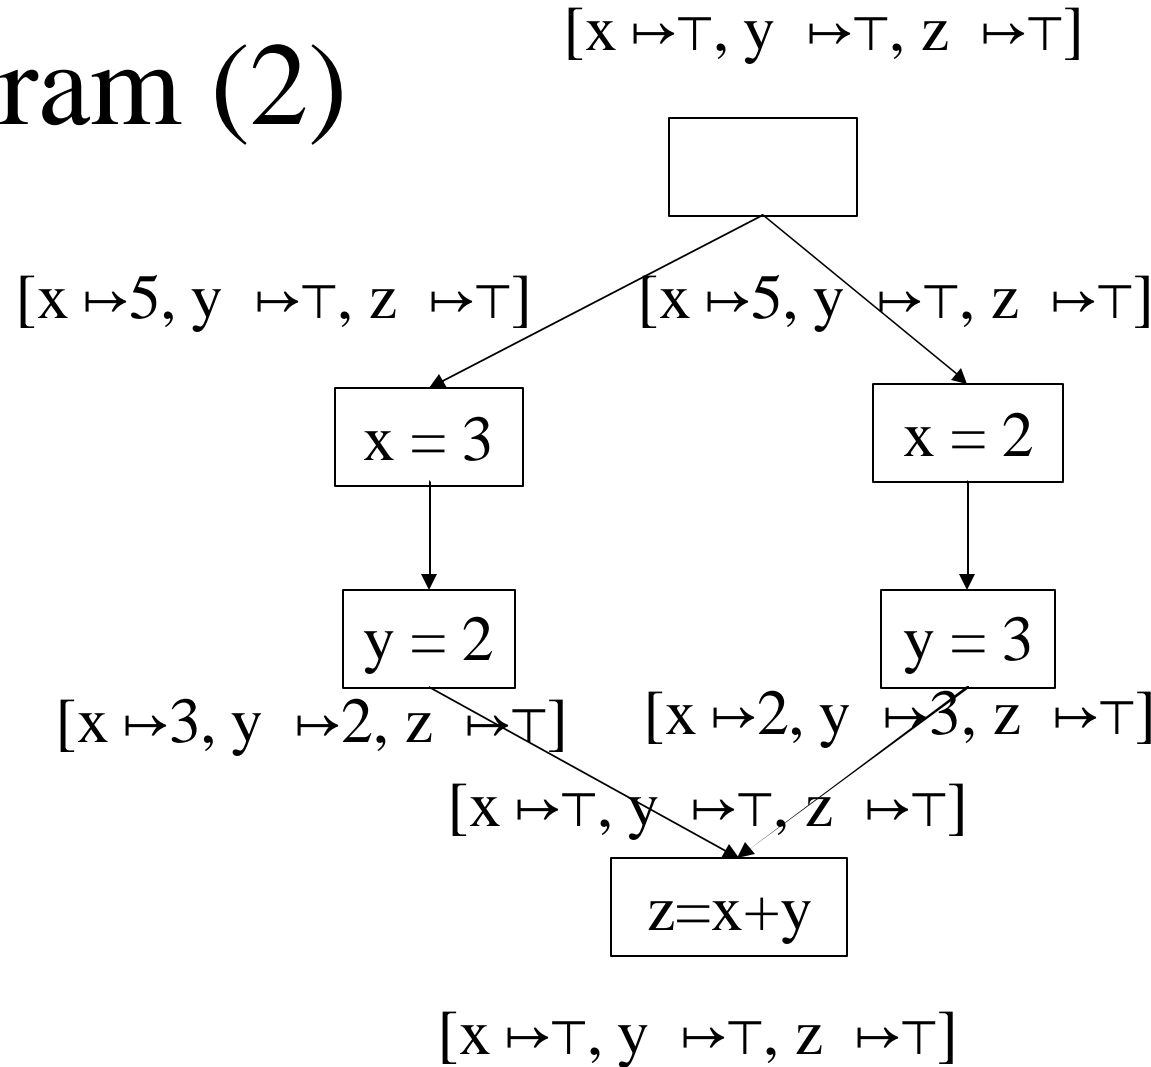 [x ↦⊤, y ↦⊤, z ↦⊤]
ram (2)
[x ↦5, y ↦⊤, z ↦⊤]
[x ↦5, y ↦⊤, z ↦⊤]
x = 3
x = 2
y = 2
y = 3
[x ↦3, y ↦2, z ↦⊤]
[x ↦2, y ↦3, z ↦⊤]
[x ↦⊤, y ↦⊤, z ↦⊤]
z=x+y
[x ↦⊤, y ↦⊤, z ↦⊤]